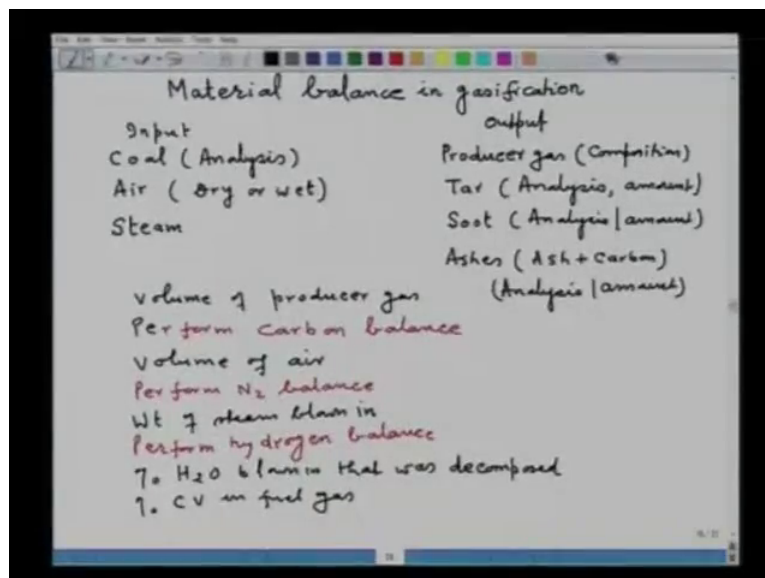 Material balance in gasification
Input
Output
Coal (Analysis)
Producer gas (Composition)
Air ( Dry or wet)
Tar ( Analysis, amount)
Steam
Soot ( Analysis | amount)
Ashes ( Ash + Carbon)
(Analysis | amount)
Volume of producer gas
Perform Carbon balance
Volume of air
Perform N2 balance
Wt of steam blown in
Perform hydrogen balance
%. H2O blown that was decomposed
%. CV in fuel gas